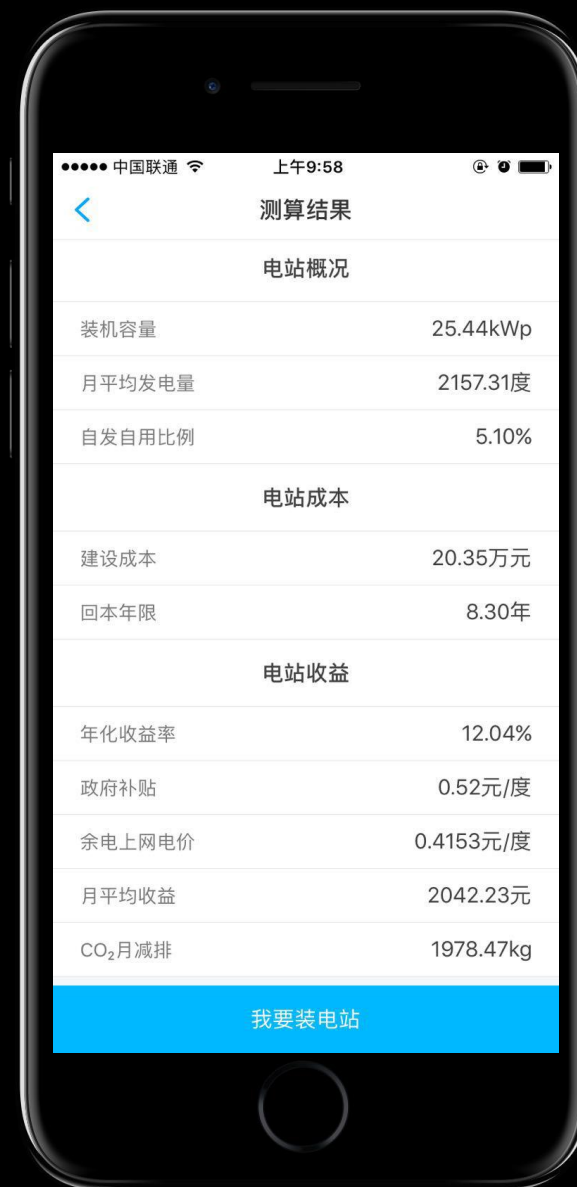 中国联通 上午9:58
测算结果
电站概况
装机容量 25.44kWp
月平均发电量 2157.31度
自发自用比例 5.10%
电站成本
建设成本 20.35万元
回本年限 8.30年
电站收益
年化收益率 12.04%
政府补贴 0.52元/度
余电上网电价 0.4153元/度
月平均收益 2042.23元
CO₂月减排 1978.47kg
我要装电站